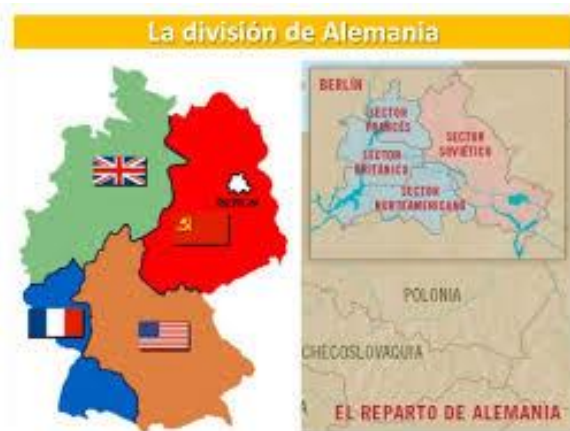 La división de Alemania
BERLÍN
SECTOR
FRANCÉS
SECTOR
SOVIÉTICO
SECTOR
BRITÁNICO
SECTOR
NORTEAMERICANO
BERLÍN
POLONIA
CHECOSLOVAQUIA
EL REPARTO DE ALEMANIA